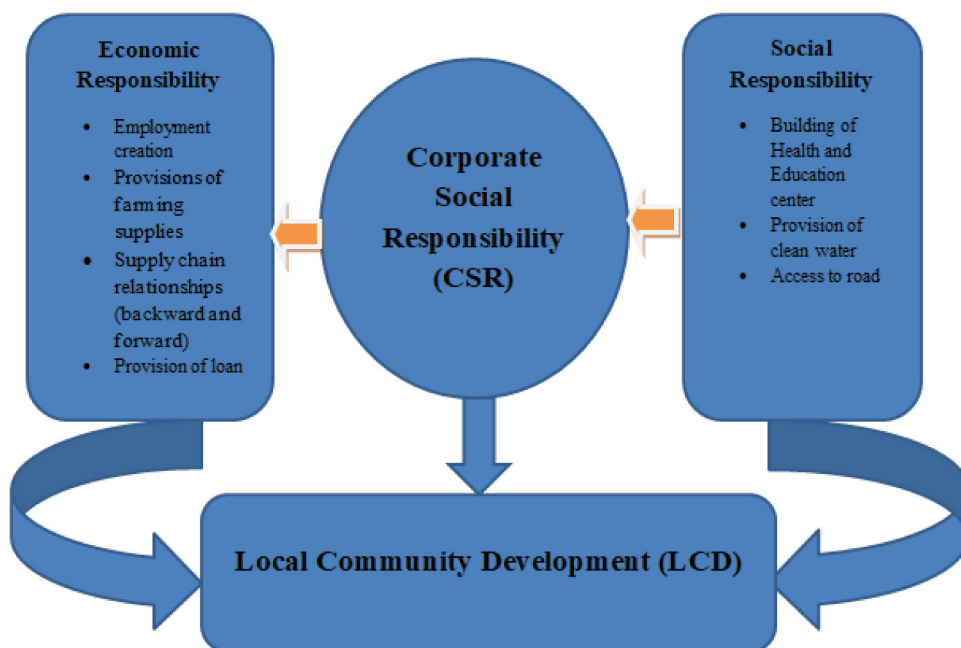 Economic
Responsibility
• Employment
creation
• Provisions of
farming
supplies
• Supply chain
relationships
(backward and
forward)
• Provision of loan
Corporate
Social
Responsibility
(CSR)
Social
Responsibility
• Building of
Health and
Education
center
• Provision of
clean water
• Access to road
Local Community Development (LCD)